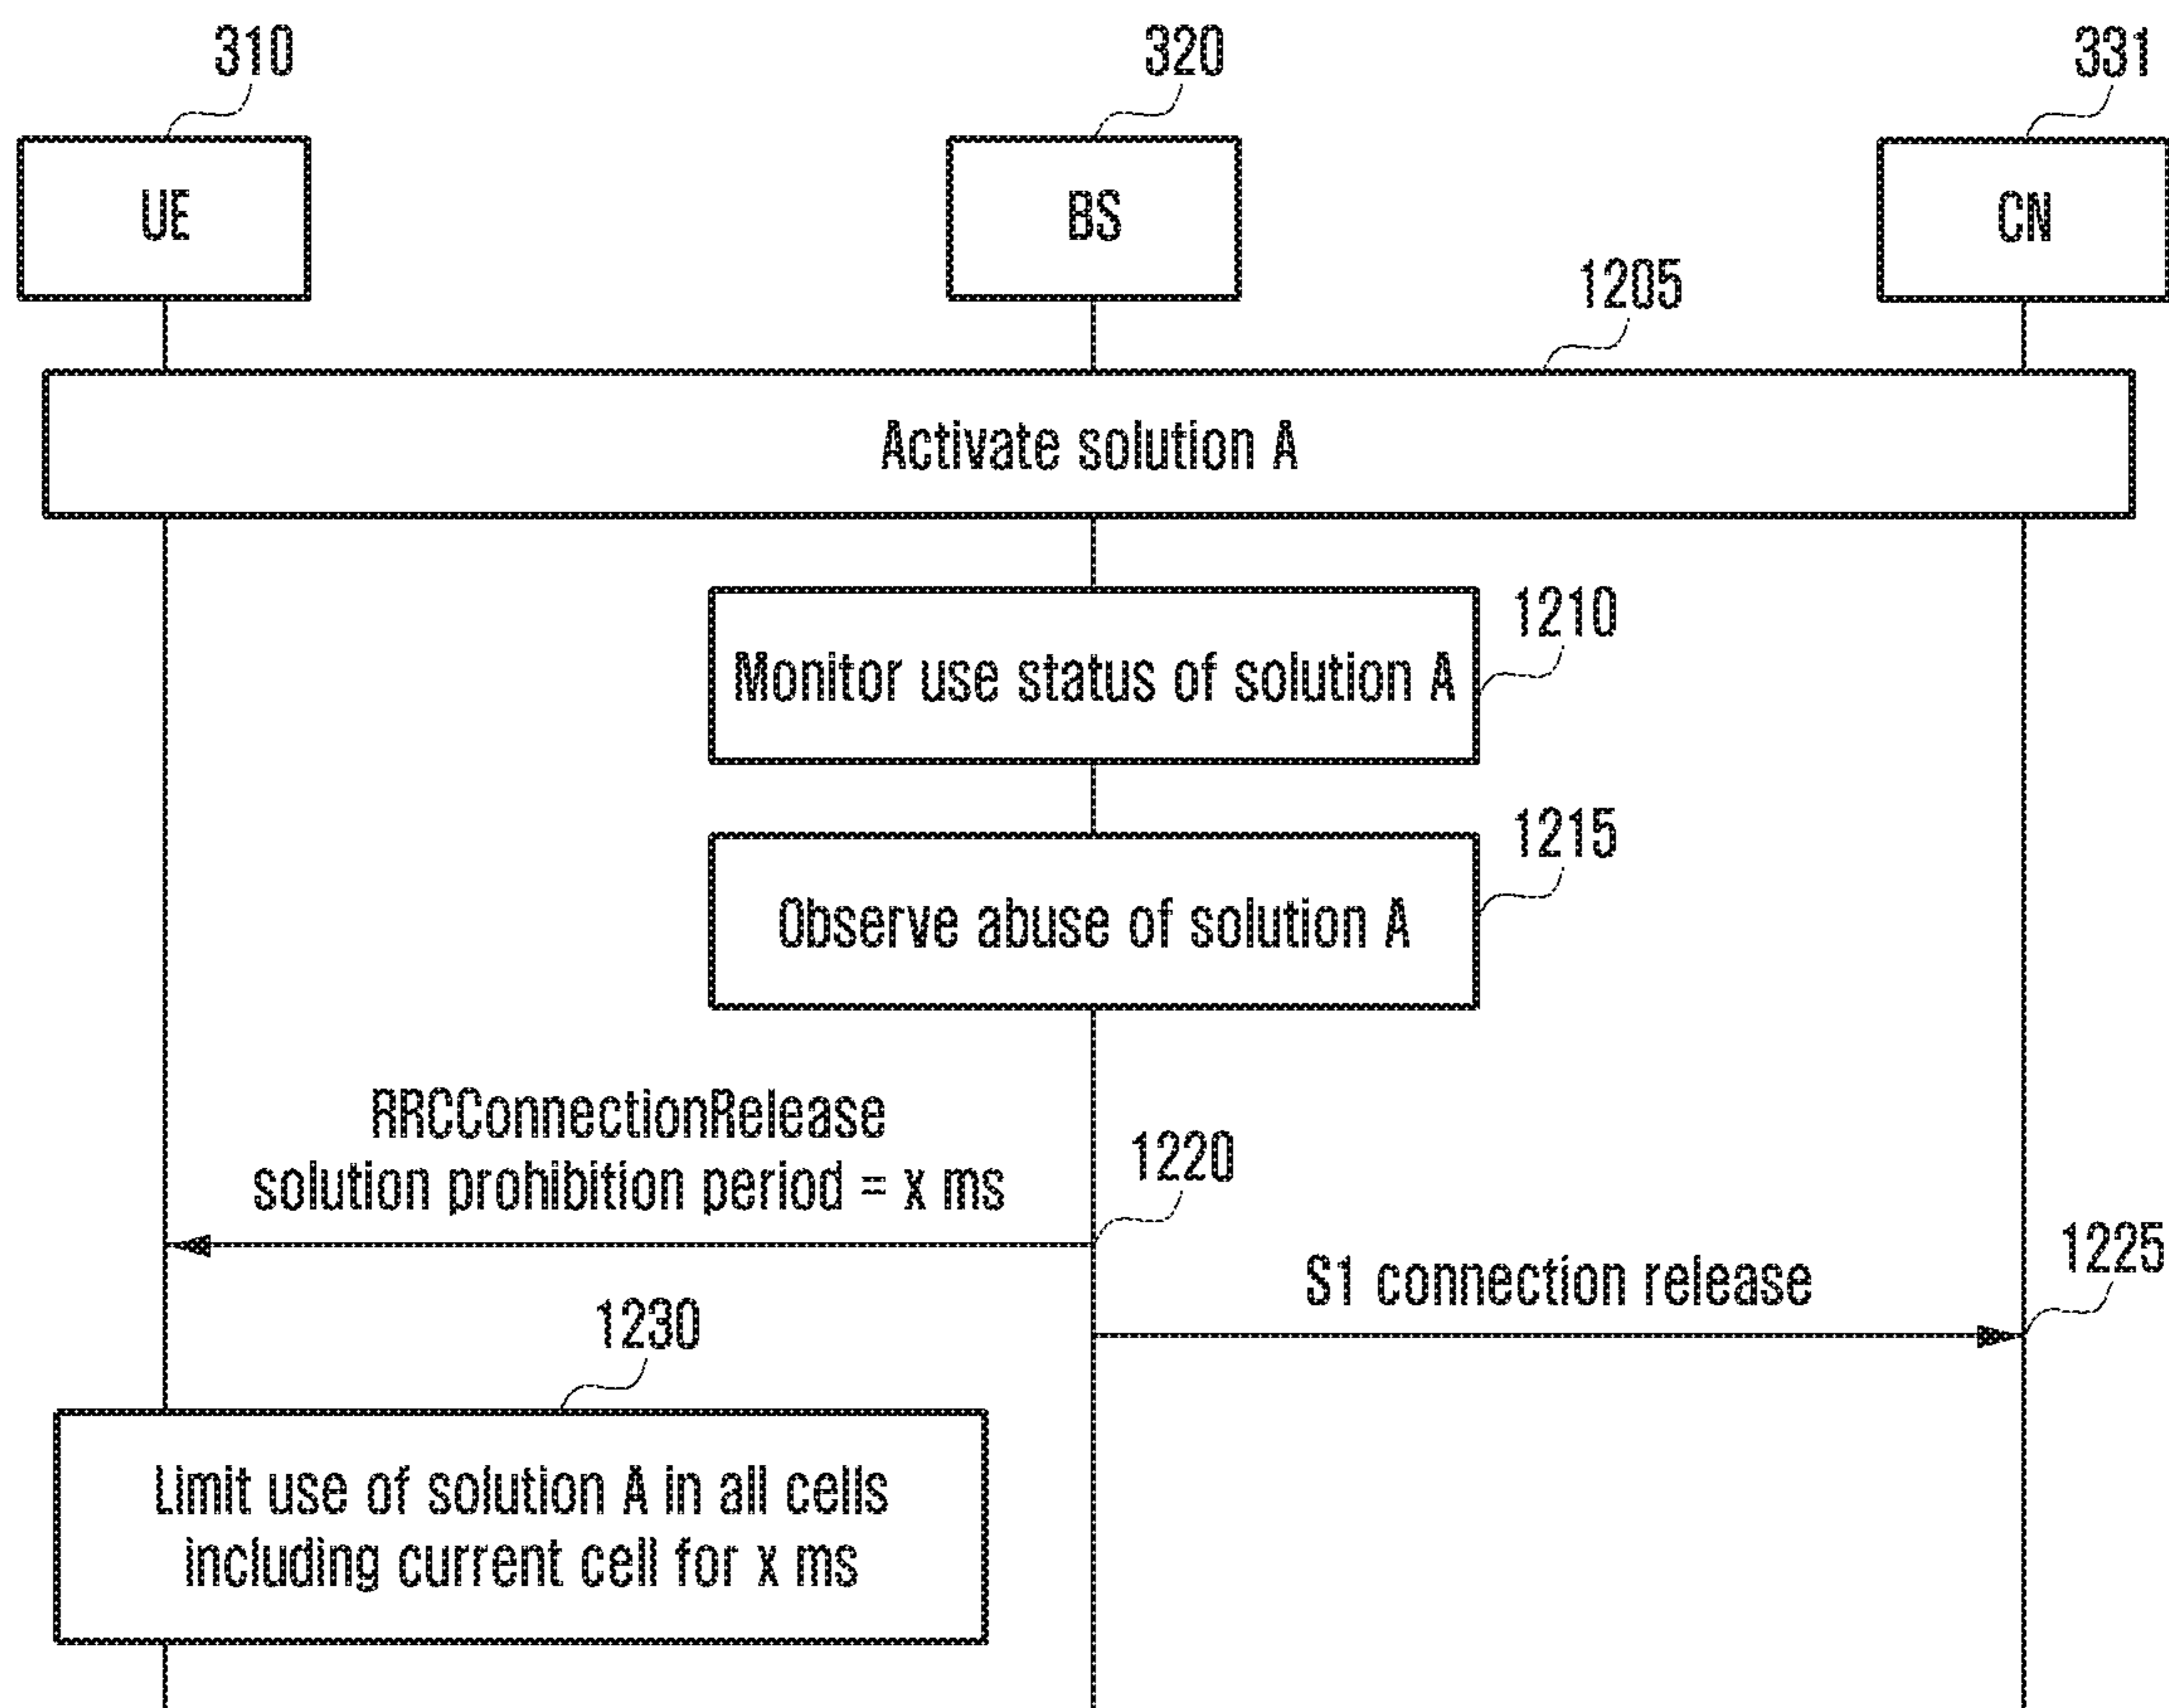 310
320
331
UE
BS
CN
1205
Activate solution A
1210
Monitor use status of solution A
1215
Observe abuse of solution A
RRCConnectionRelease
solution prohibition period = x ms
1220
S1 connection release
1225
1230
Limit use of solution A in all cells
including current cell for x ms